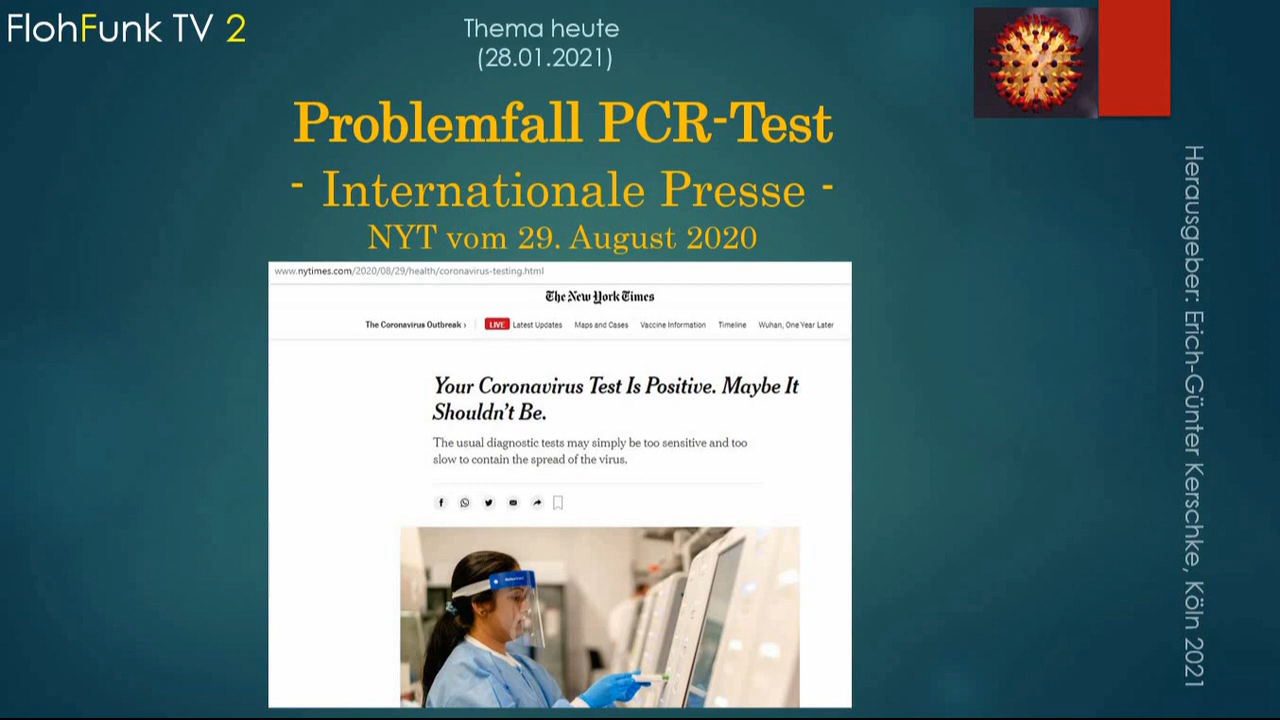 FlohFunk TV 2
Thema heute
(28.01.2021)
Problemfall PCR-Test
- Internationale Presse -
NYT vom 29. August 2020
www.nytimes.com/2020/08/29/health/coronavirus-testing.html
The New York Times
The Coronavirus Outbreak › LIVE Latest Updates Maps and Cases Vaccine Information Timeline Wuhan, One Year Later
Your Coronavirus Test Is Positive. Maybe It
Shouldn't Be.
The usual diagnostic tests may simply be too sensitive and too
slow to contain the spread of the virus.
Herausgeber: Erich-Günter Kerschke, Köln 2021